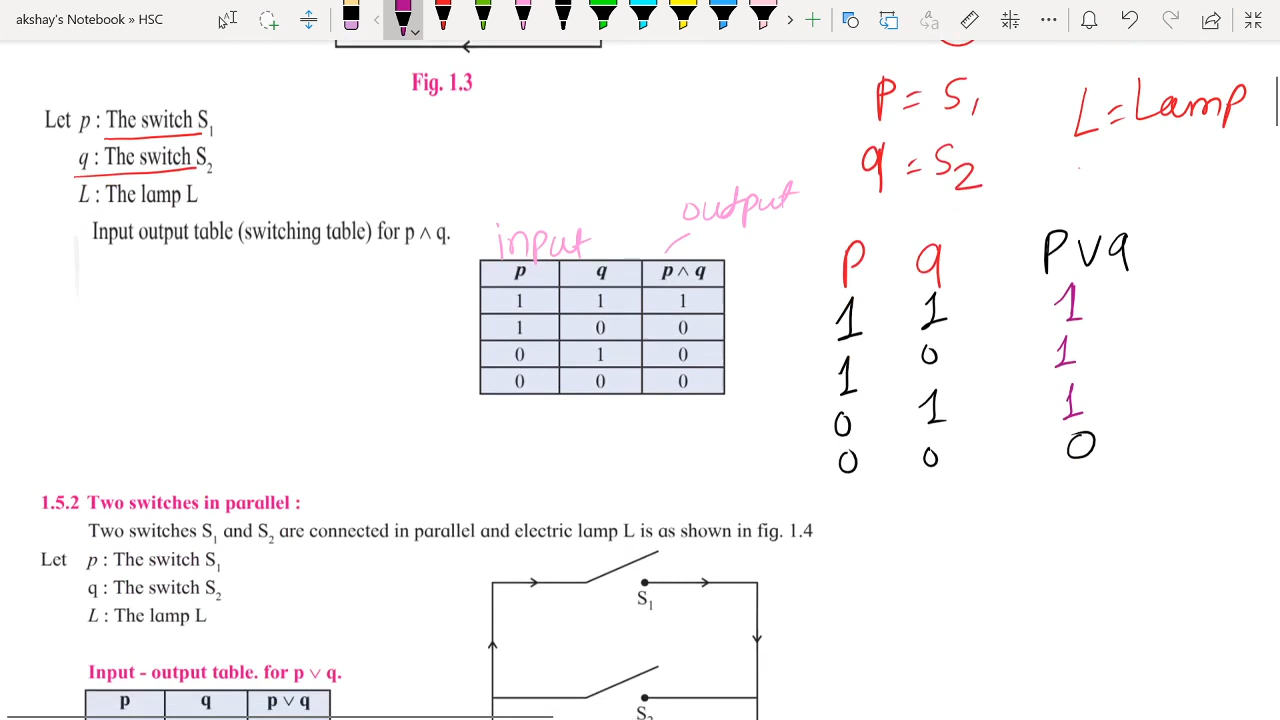 akshay's Notebook » HSC
Fig. 1.3
Let p : The switch S₁
q : The switch S₂
L : The lamp L
Input output table (switching table) for p ∧ q.
input
output
p q p ∧ q
1 1 1
1 0 0
0 1 0
0 0 0
p = S₁
q = S₂
L = Lamp
p q p∨q
1 1 1
1 0 1
0 1 1
0 0 0
1.5.2 Two switches in parallel :
Two switches S₁ and S₂ are connected in parallel and electric lamp L is as shown in fig. 1.4
Let p : The switch S₁
q : The switch S₂
L : The lamp L
S₁
S₂
Input - output table. for p ∨ q.
p q p ∨ q